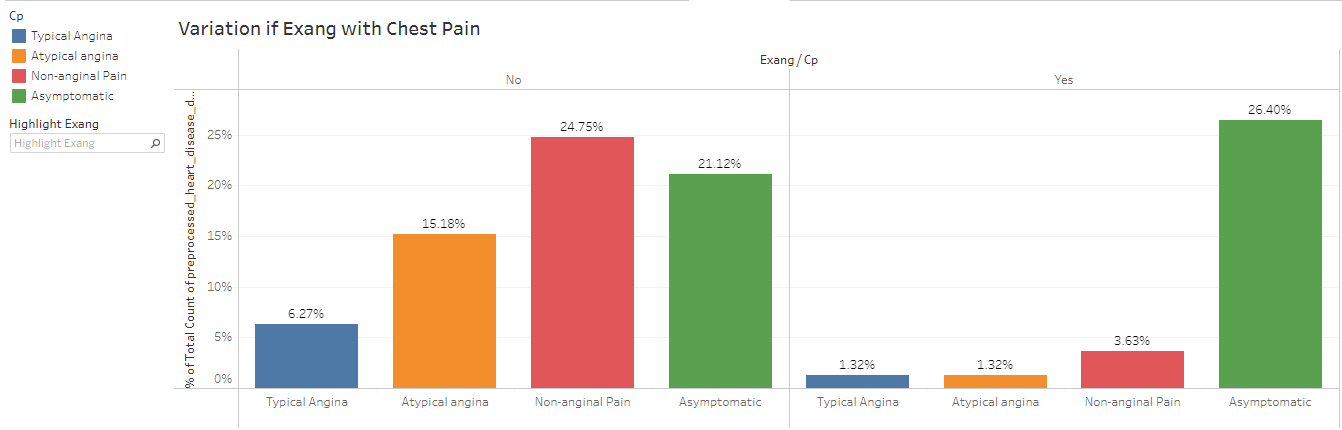 Cp
Typical Angina
Atypical angina
Non-anginal Pain
Asymptomatic
Highlight Exang
Highlight Exang
Variation if Exang with Chest Pain
Exang / Cp
No
Yes
% of Total Count of preprocessed_heart_disease_d...
25%
20%
15%
10%
5%
0%
6.27%
15.18%
24.75%
21.12%
1.32%
1.32%
3.63%
26.40%
Typical Angina
Atypical angina
Non-anginal Pain
Asymptomatic
Typical Angina
Atypical angina
Non-anginal Pain
Asymptomatic